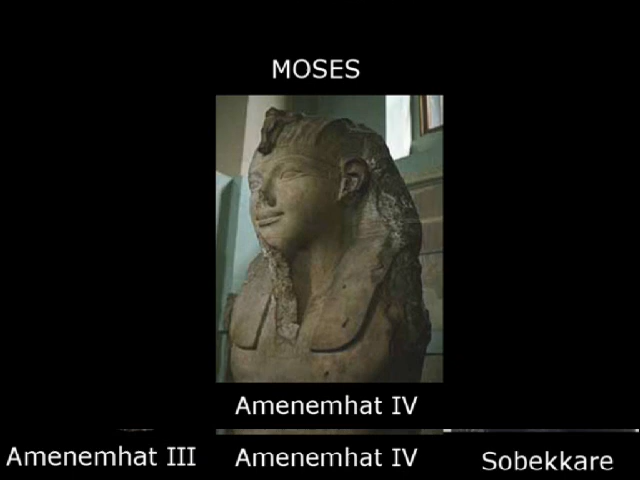 MOSES
Amenemhat IV
Amenemhat III
Amenemhat IV
Sobekkare